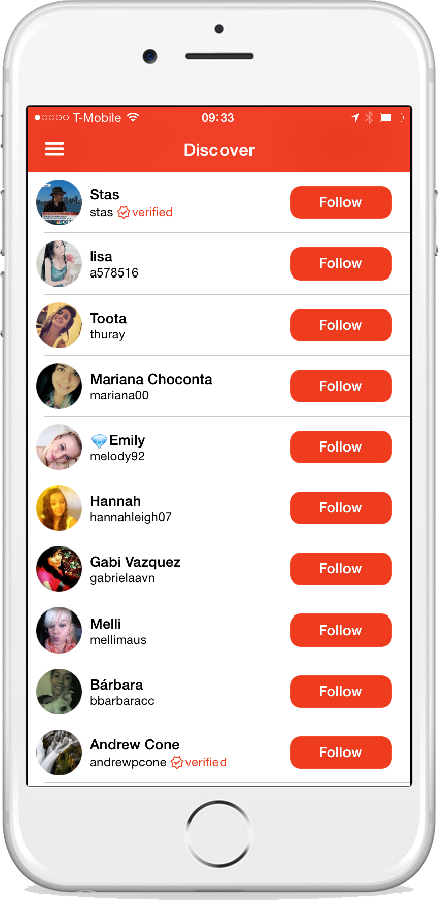 T-Mobile 09:33
Discover
Stas
stas verified
Follow
lisa
a578516
Follow
Toota
thuray
Follow
Mariana Choconta
mariana00
Follow
💎Emily
melody92
Follow
Hannah
hannahleigh07
Follow
Gabi Vazquez
gabrielaavn
Follow
Melli
mellimaus
Follow
Bárbara
bbarbaracc
Follow
Andrew Cone
andrewpcone verified
Follow